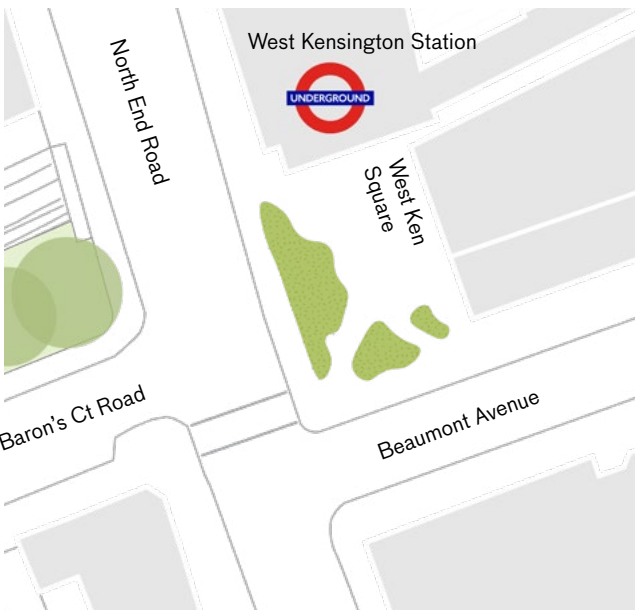 West Kensington Station
UNDERGROUND
North End Road
West Ken
Square
Baron's Ct Road
Beaumont Avenue